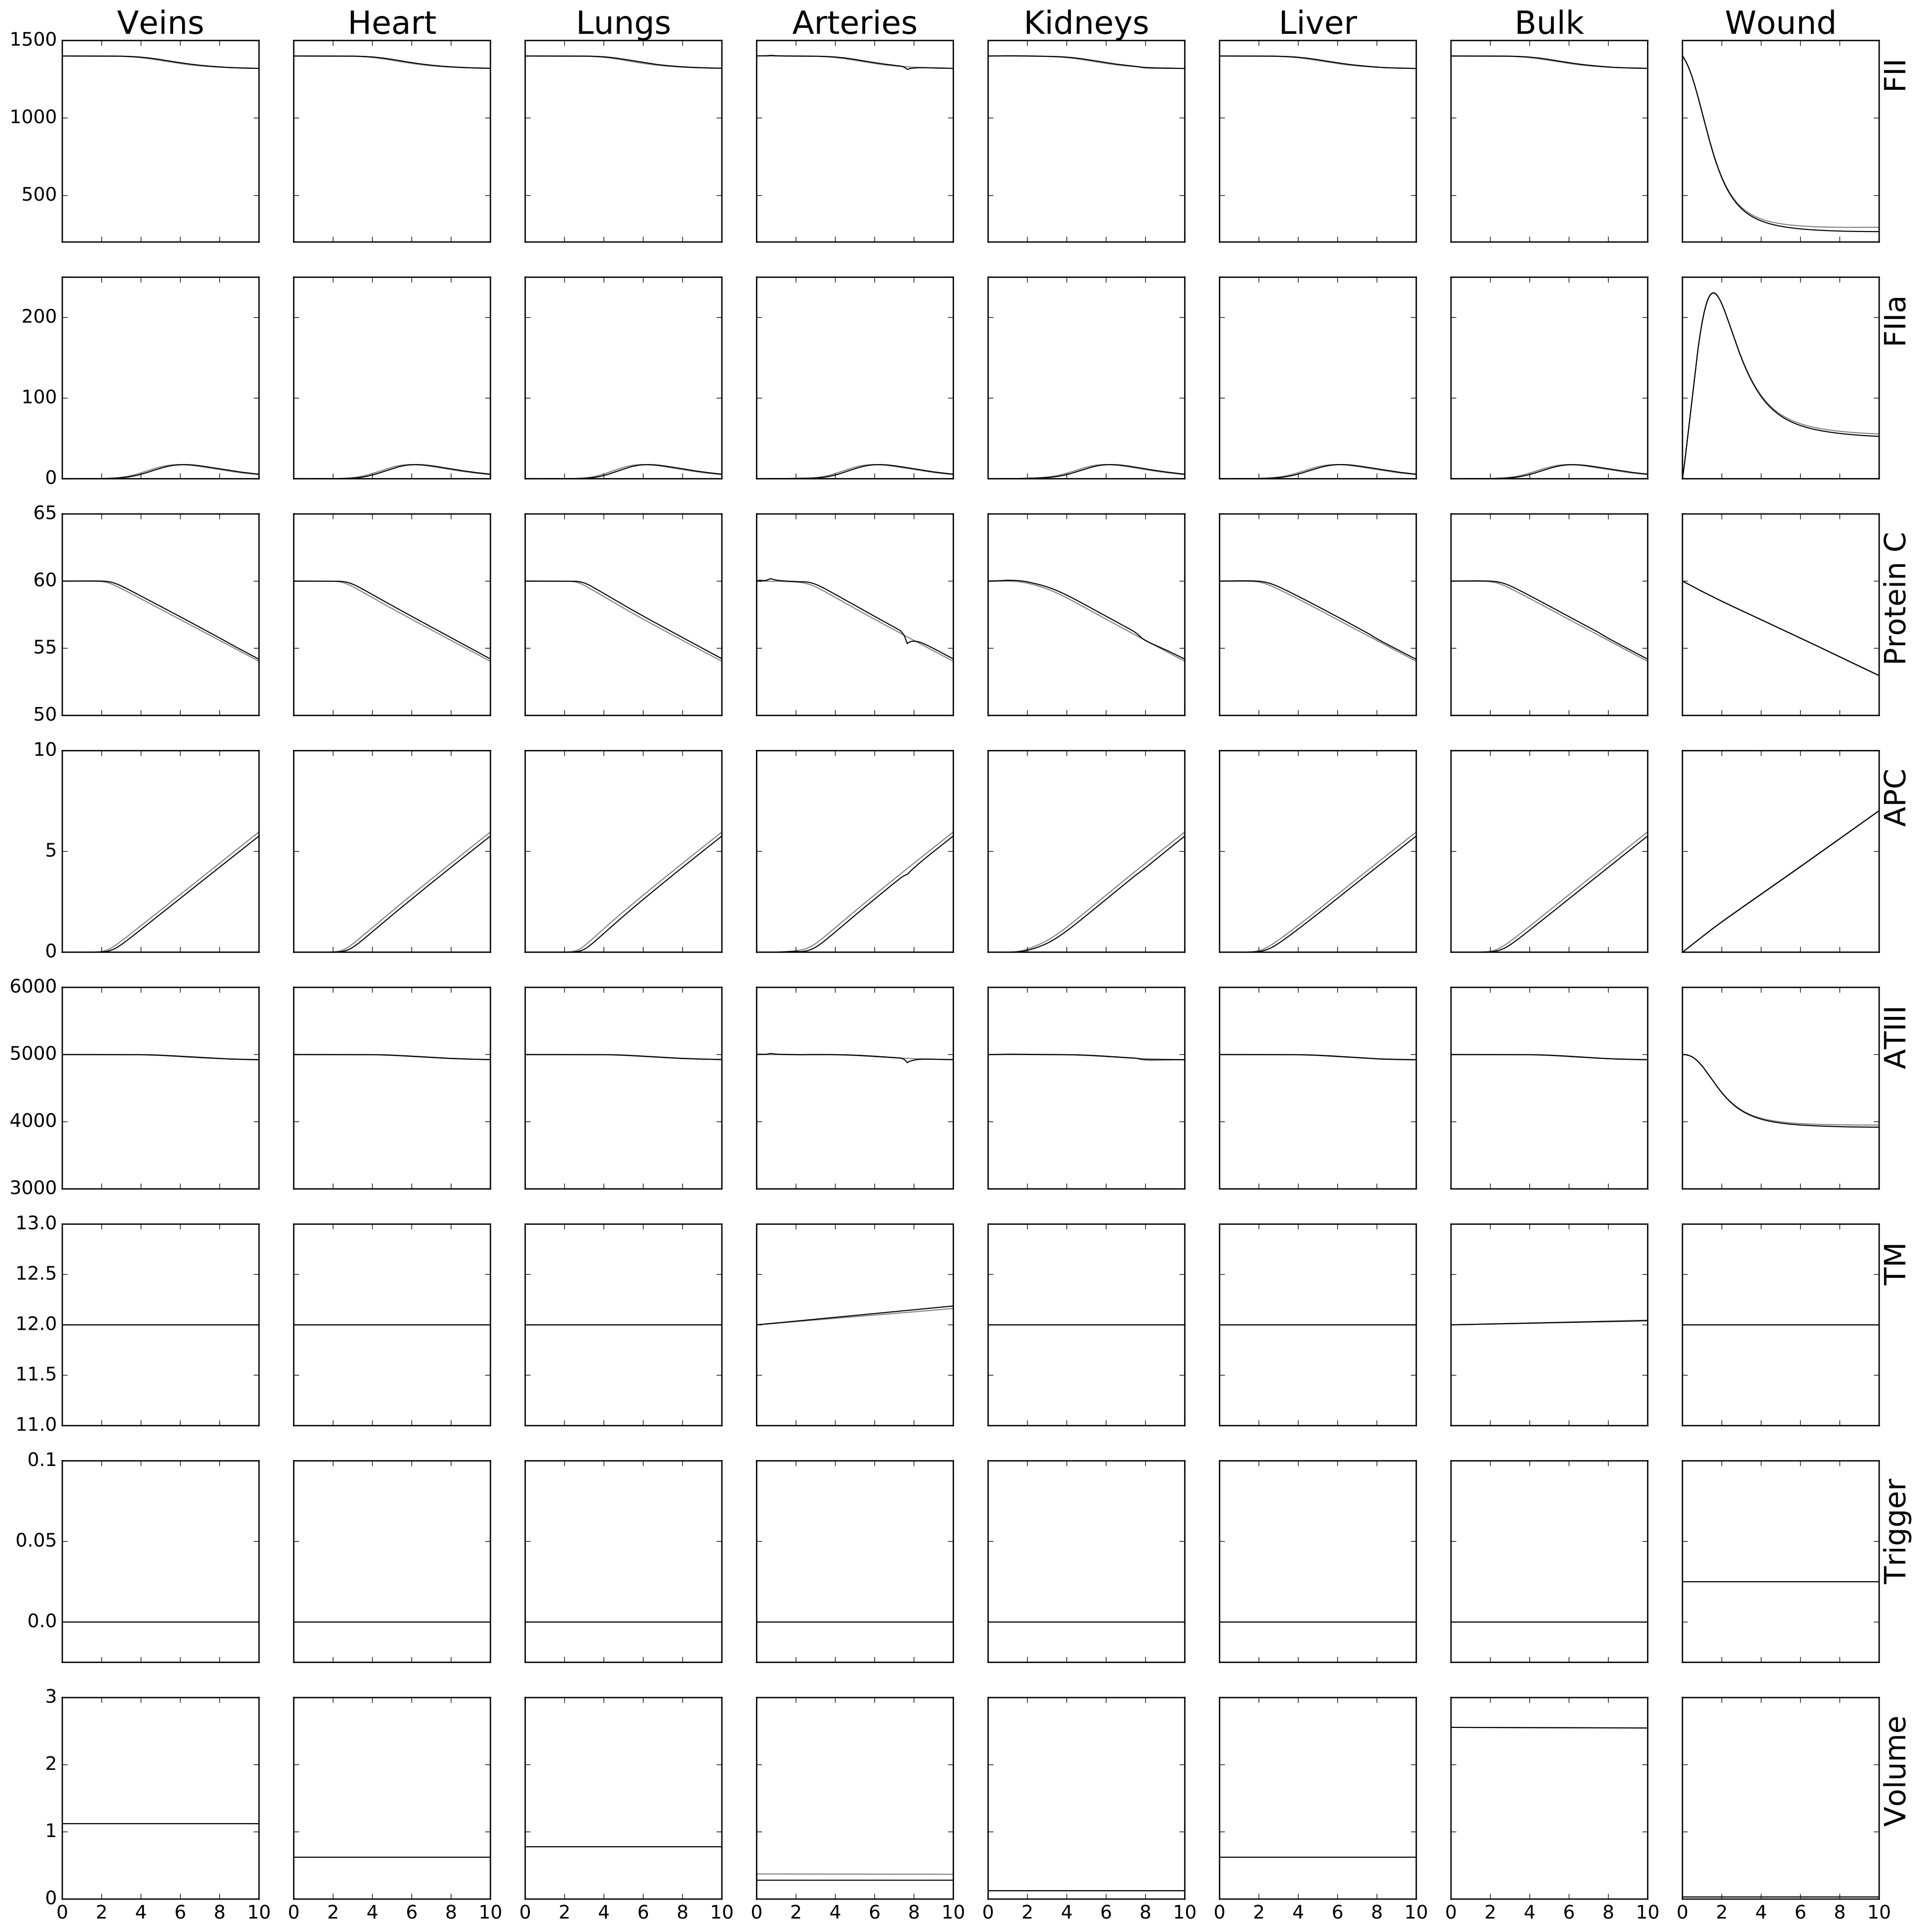 Veins Heart Lungs Arteries Kidneys Liver Bulk Wound
1500
1000
500
FII
200
100
0
FIIa
65
60
55
50
Protein C
10
5
0
APC
6000
5000
4000
3000
ATIII
13.0
12.5
12.0
11.5
11.0
TM
0.1
0.05
0.0
Trigger
3
2
1
0
Volume
0 2 4 6 8 10 0 2 4 6 8 10 0 2 4 6 8 10 0 2 4 6 8 10 0 2 4 6 8 10 0 2 4 6 8 10 0 2 4 6 8 10 0 2 4 6 8 10